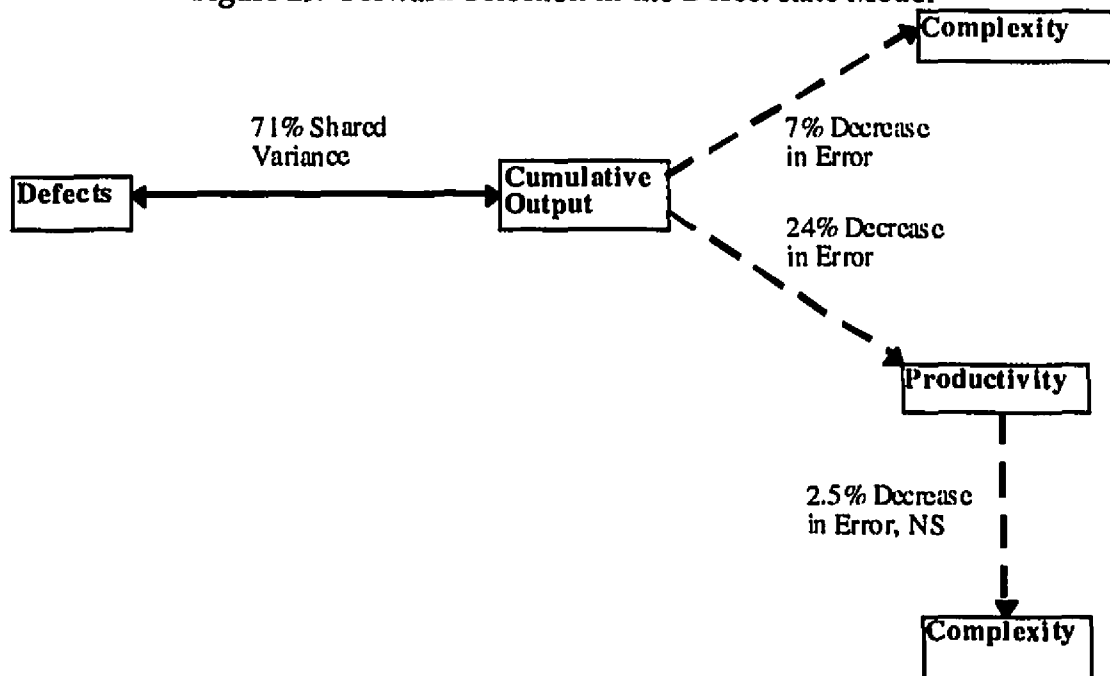 Complexity
71% Shared
Variance
7% Decrease
in Error
Defects
Cumulative
Output
24% Decrease
in Error
Productivity
2.5% Decrease
in Error, NS
Complexity